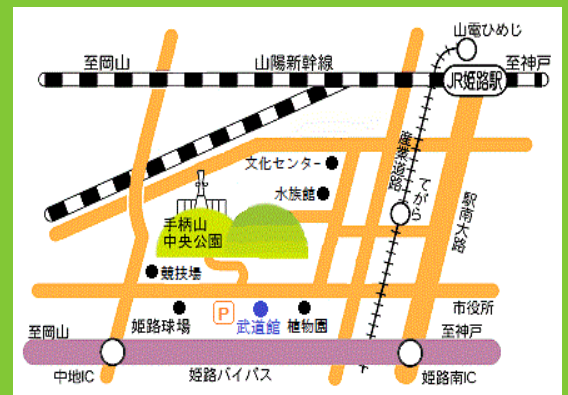 山電ひめじ
至岡山
山陽新幹線
至神戸
JR姫路駅
文化センター
産業道路
水族館
てがら
駅南大路
手柄山
中央公園
競技場
市役所
姫路球場
P
武道館
植物園
至岡山
至神戸
中地IC
姫路バイパス
姫路南IC